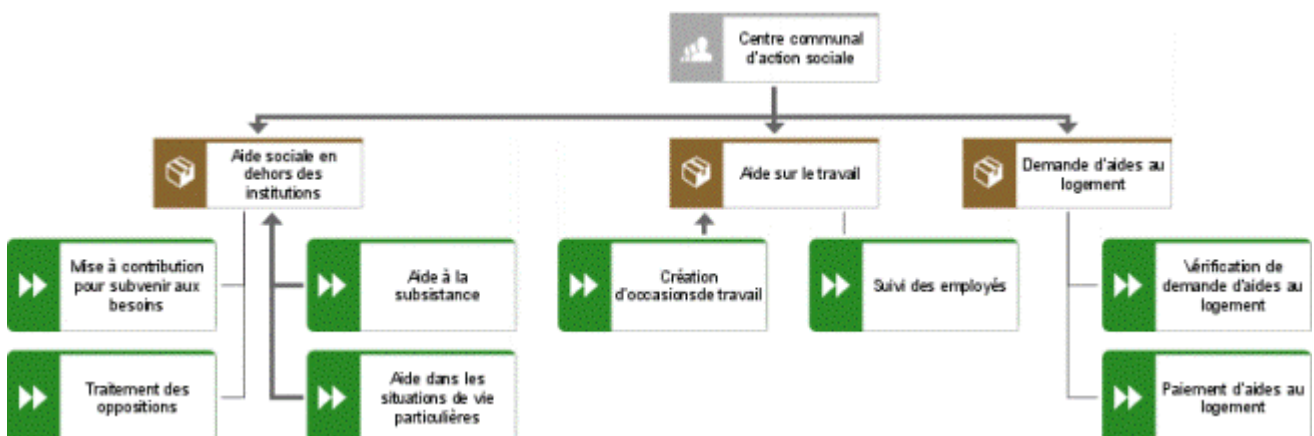 Centre communal
d'action sociale
Aide sociale en
dehors des
institutions
Aide sur le travail
Demande d'aides au
logement
Mise à contribution
pour subvenir aux
besoins
Aide à la
subsistance
Création
d'occasions de travail
Suivi des employés
Vérification de
demande d'aides au
logement
Traitement des
oppositions
Aide dans les
situations de vie
particulières
Paiement d'aides au
logement